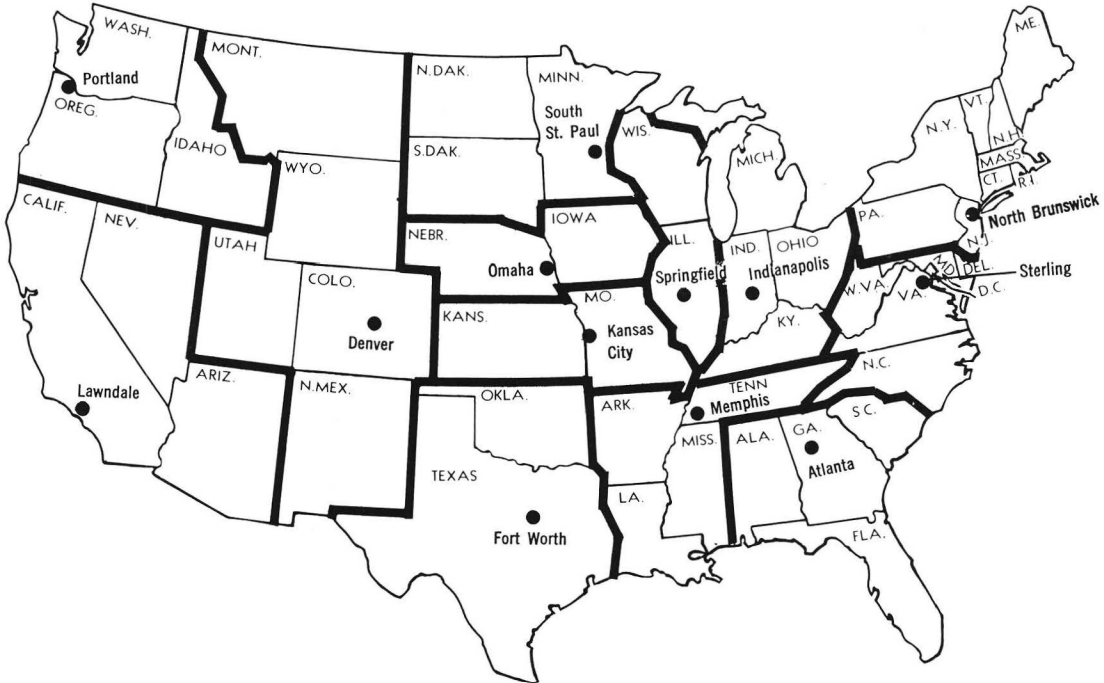 WASH.
Portland
OREG.
IDAHO
MONT.
WYO.
N.DAK.
S.DAK.
MINN.
South
St. Paul
WIS.
MICH.
ME.
VT.
N.H.
N.Y.
MASS
CT.
R.I.
CALIF.
NEV.
UTAH
COLO.
NEBR.
IOWA
Omaha
ILL.
Springfield
IND.
Indianapolis
OHIO
PA.
North Brunswick
N.J.
DEL.
MD.
Sterling
D.C.
W.VA.
VA.
KY.
Denver
KANS.
MO.
Kansas
City
Lawndale
ARIZ.
N.MEX.
OKLA.
ARK.
TENN
Memphis
N.C.
S.C.
MISS.
ALA.
GA.
Atlanta
TEXAS
Fort Worth
LA.
FLA.